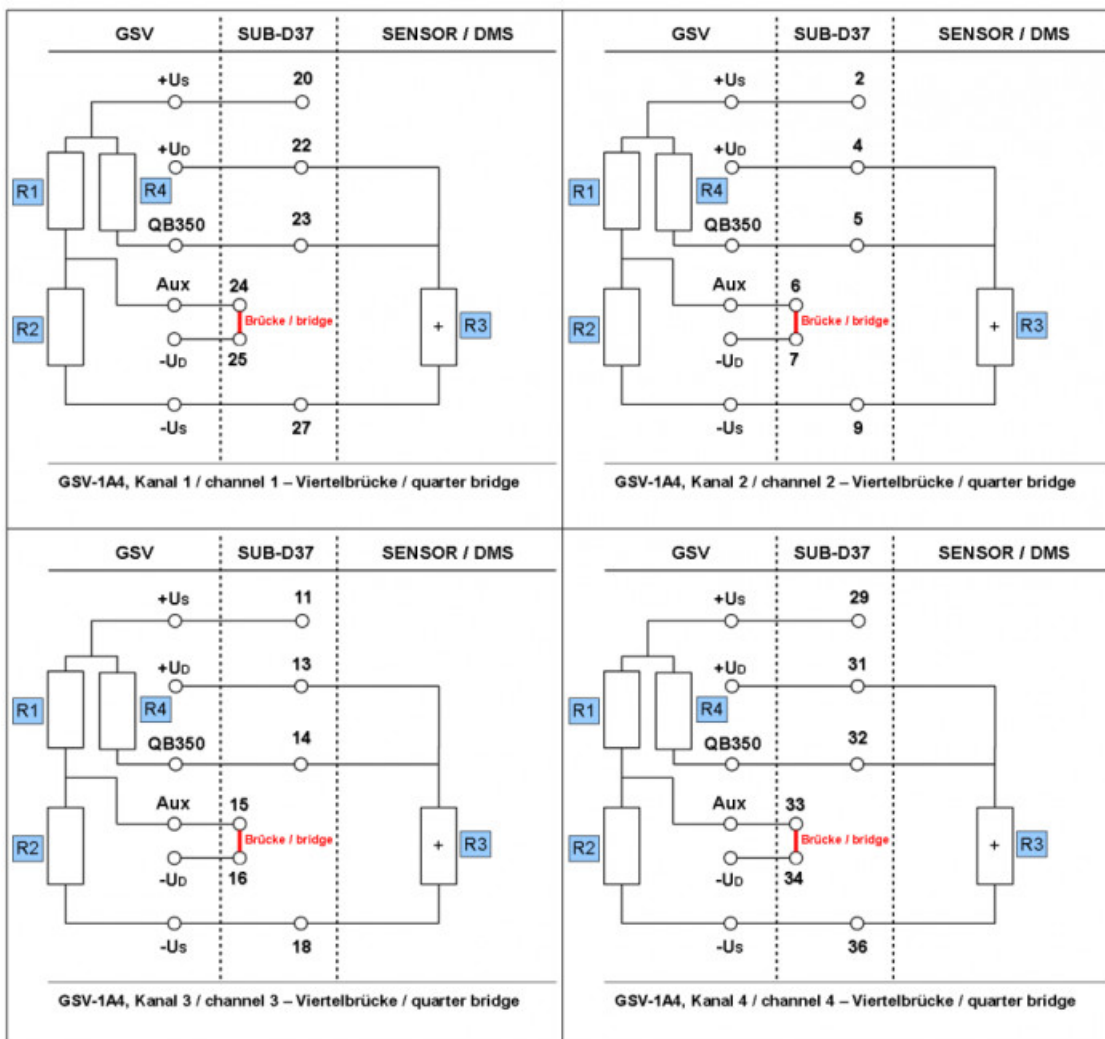 GSV SUB-D37 SENSOR / DMS
+Us 20
+UD 22
R1 R4
QB350 23
Aux 24
R2 Brücke / bridge + R3
-UD 25
-Us 27
GSV-1A4, Kanal 1 / channel 1 – Viertelbrücke / quarter bridge
GSV SUB-D37 SENSOR / DMS
+Us 2
+UD 4
R1 R4
QB350 5
Aux 6
R2 Brücke / bridge + R3
-UD 7
-Us 9
GSV-1A4, Kanal 2 / channel 2 – Viertelbrücke / quarter bridge
GSV SUB-D37 SENSOR / DMS
+Us 11
+UD 13
R1 R4
QB350 14
Aux 15
R2 Brücke / bridge + R3
-UD 16
-Us 18
GSV-1A4, Kanal 3 / channel 3 – Viertelbrücke / quarter bridge
GSV SUB-D37 SENSOR / DMS
+Us 29
+UD 31
R1 R4
QB350 32
Aux 33
R2 Brücke / bridge + R3
-UD 34
-Us 36
GSV-1A4, Kanal 4 / channel 4 – Viertelbrücke / quarter bridge